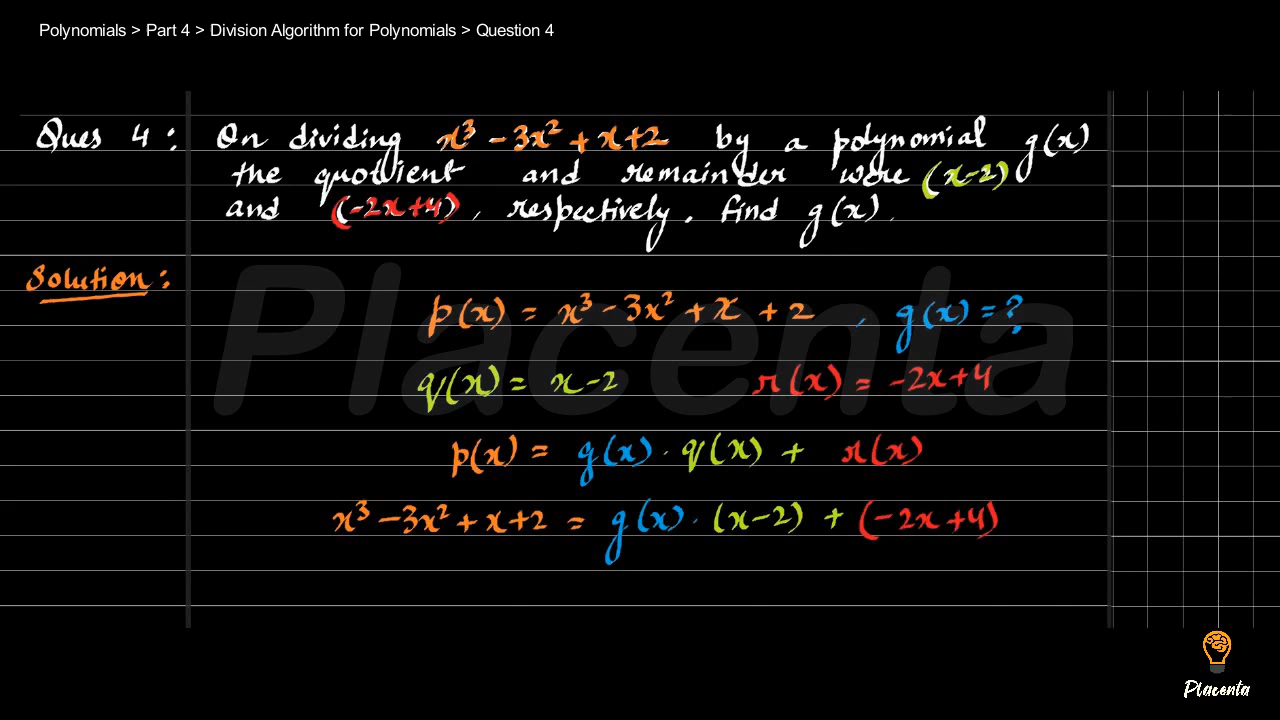 Polynomials > Part 4 > Division Algorithm for Polynomials > Question 4
Ques 4 : On dividing x³ - 3x² + x + 2 by a polynomial g(x)
the quotient and remainder were (x-2)
and (-2x+4), respectively. Find g(x).
Solution :
p(x) = x³ - 3x² + x + 2 , g(x) = ?
q(x) = x-2 r(x) = -2x+4
p(x) = g(x) . q(x) + r(x)
x³ - 3x² + x + 2 = g(x) . (x-2) + (-2x+4)
Placenta
Placenta